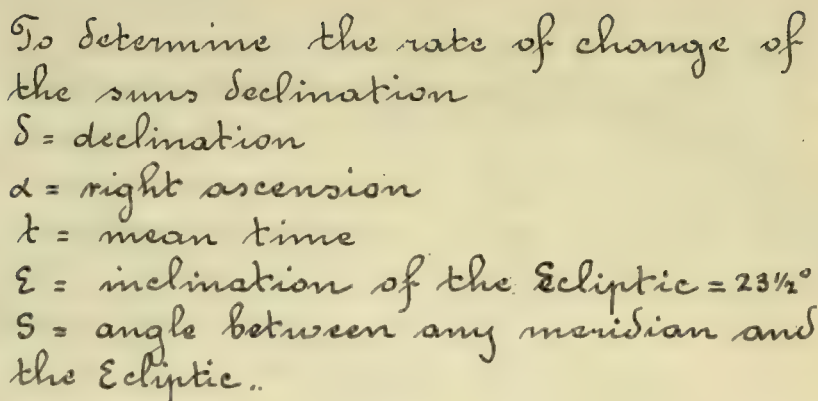 To determine the rate of change of
the suns declination
δ = declination
α = right ascension
t = mean time
ε = inclination of the Ecliptic = 23½°
S = angle between any meridian and
the Ecliptic..